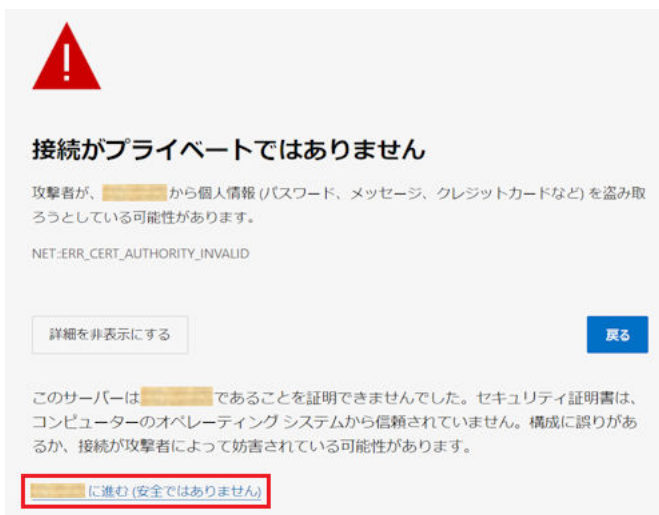 接続がプライベートではありません
攻撃者が、から個人情報 (パスワード、メッセージ、クレジットカードなど) を盗み取
ろうとしている可能性があります。
NET::ERR_CERT_AUTHORITY_INVALID
詳細を非表示にする
戻る
このサーバーはであることを証明できませんでした。セキュリティ証明書は、
コンピューターのオペレーティング システムから信頼されていません。構成に誤りがあ
るか、接続が攻撃者によって妨害されている可能性があります。
に進む (安全ではありません)